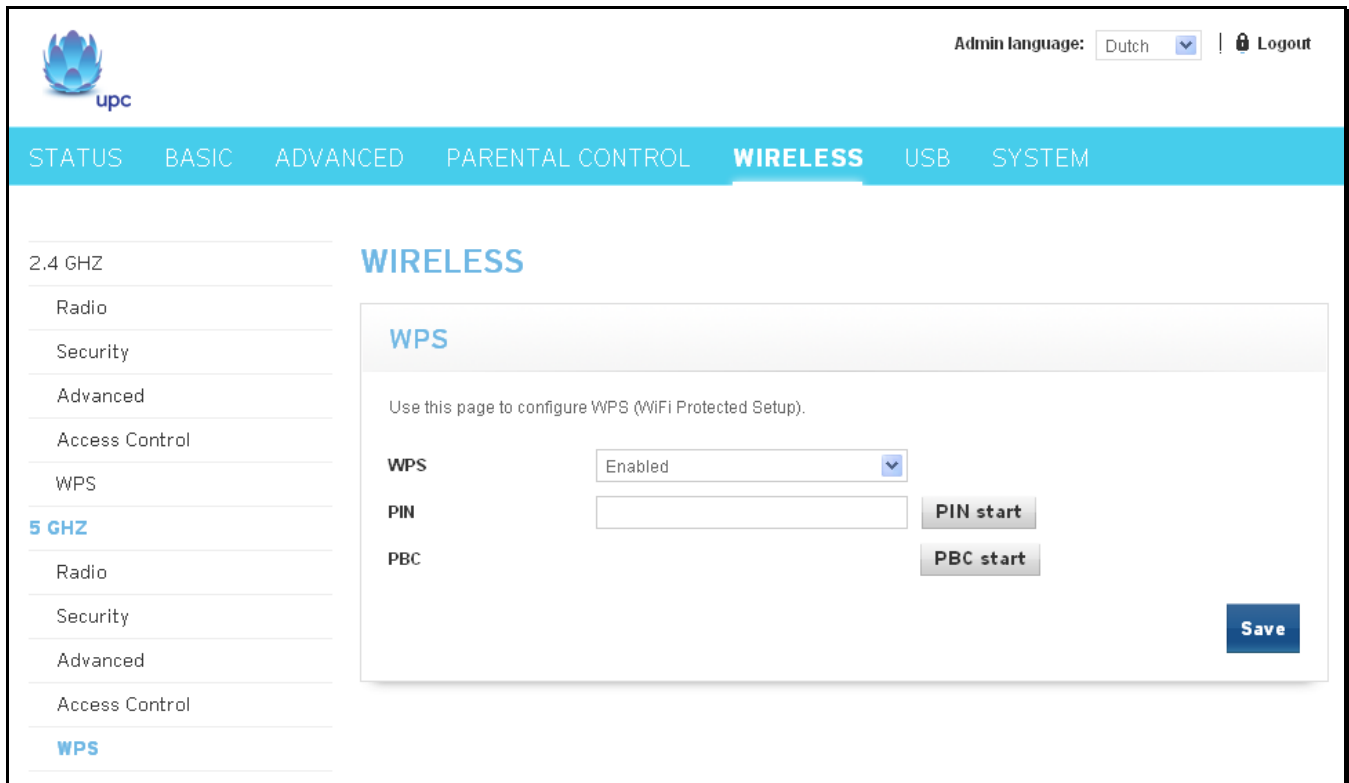 upc
Admin language: Dutch | Logout
STATUS BASIC ADVANCED PARENTAL CONTROL WIRELESS USB SYSTEM
2.4 GHZ
Radio
Security
Advanced
Access Control
WPS
5 GHZ
Radio
Security
Advanced
Access Control
WPS
WIRELESS
WPS
Use this page to configure WPS (WiFi Protected Setup).
WPS Enabled
PIN PIN start
PBC PBC start
Save